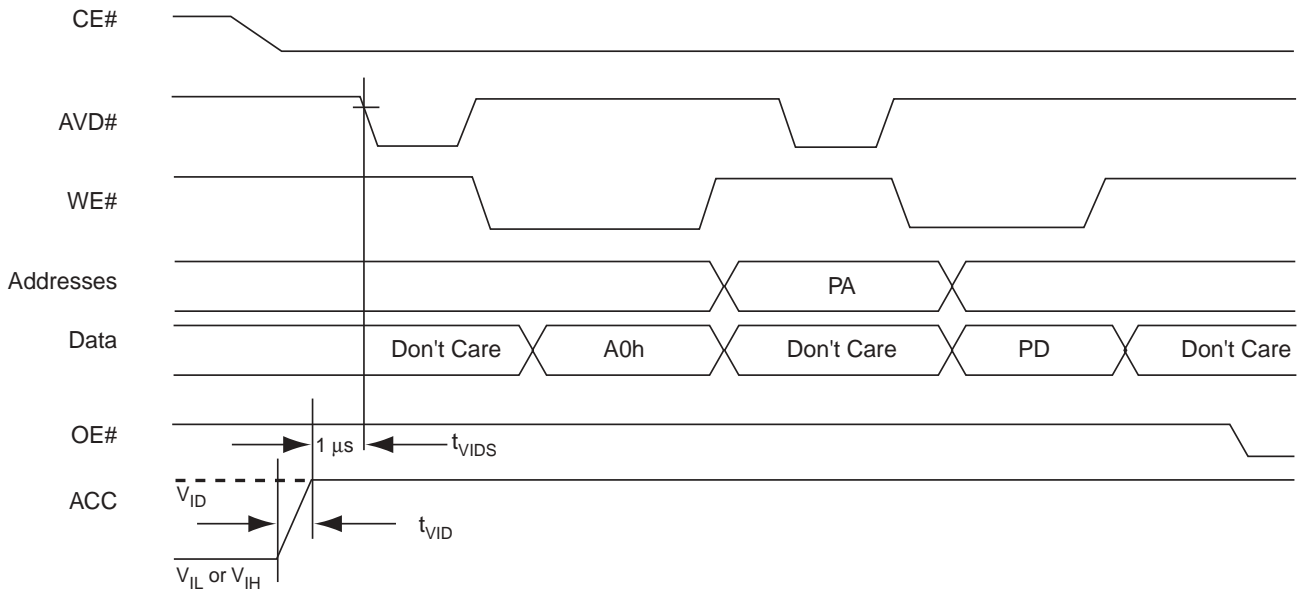 CE#
AVD#
WE#
Addresses
PA
Data
Don't Care
A0h
Don't Care
PD
Don't Care
OE#
1 μs
tVIDS
ACC
VID
tVID
VIL or VIH